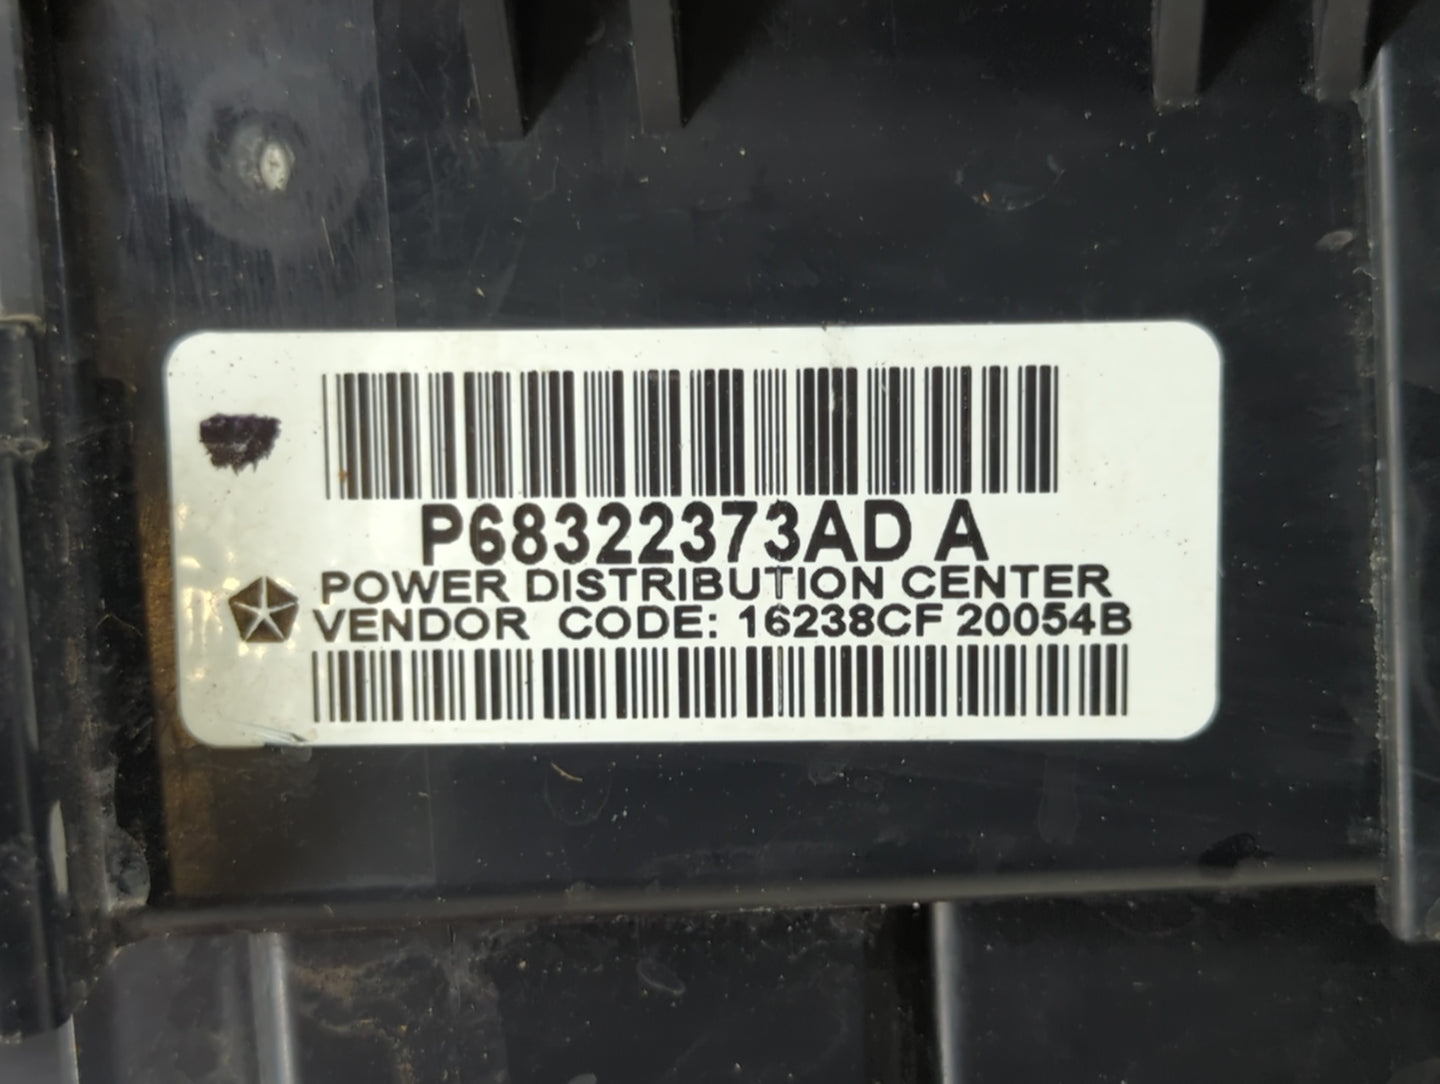 P68322373AD A
POWER DISTRIBUTION CENTER
VENDOR CODE: 16238CF 20054B